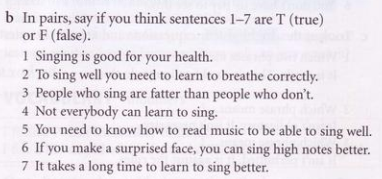 b In pairs, say if you think sentences 1–7 are T (true)
or F (false).
1 Singing is good for your health.
2 To sing well you need to learn to breathe correctly.
3 People who sing are fatter than people who don't.
4 Not everybody can learn to sing.
5 You need to know how to read music to be able to sing well.
6 If you make a surprised face, you can sing high notes better.
7 It takes a long time to learn to sing better.